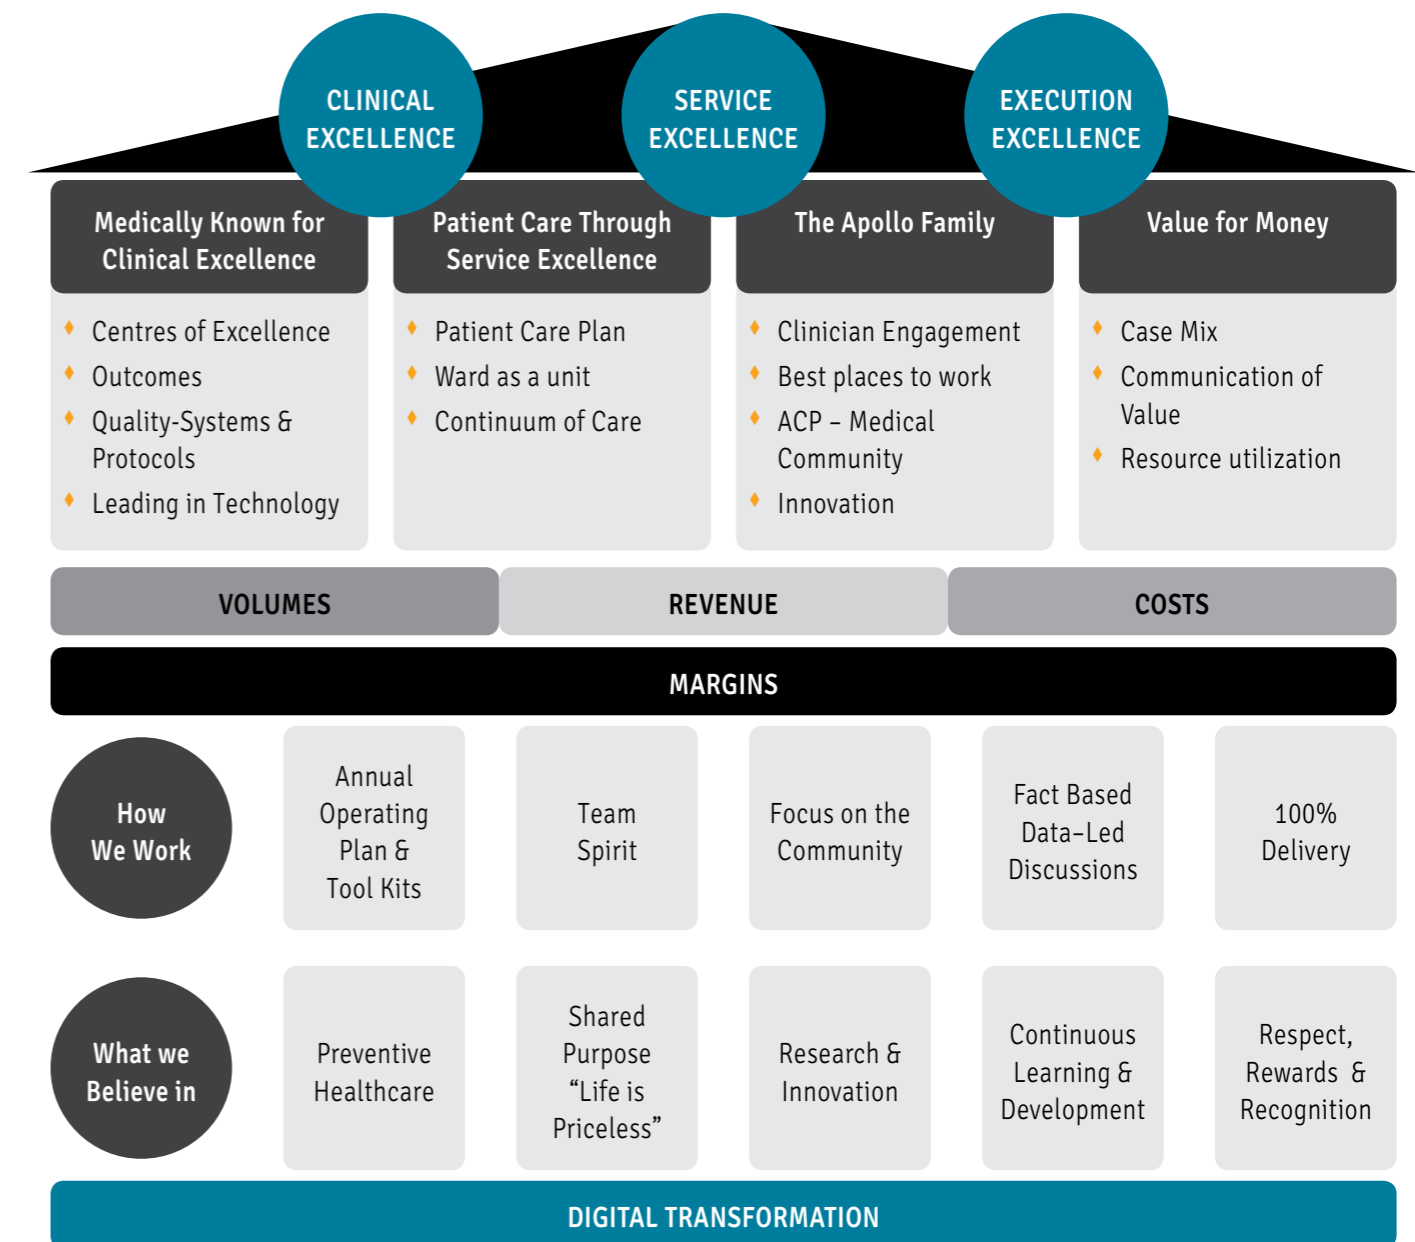 CLINICAL
EXCELLENCE
SERVICE
EXCELLENCE
EXECUTION
EXCELLENCE
Medically Known for
Clinical Excellence
Centres of Excellence
Outcomes
Quality-Systems &
Protocols
Leading in Technology
Patient Care Through
Service Excellence
Patient Care Plan
Ward as a unit
Continuum of Care
The Apollo Family
Clinician Engagement
Best places to work
ACP – Medical
Community
Innovation
Value for Money
Case Mix
Communication of
Value
Resource utilization
VOLUMES
REVENUE
COSTS
MARGINS
How
We Work
Annual
Operating
Plan &
Tool Kits
Team
Spirit
Focus on the
Community
Fact Based
Data–Led
Discussions
100%
Delivery
What we
Believe in
Preventive
Healthcare
Shared
Purpose
“Life is
Priceless”
Research &
Innovation
Continuous
Learning &
Development
Respect,
Rewards &
Recognition
DIGITAL TRANSFORMATION